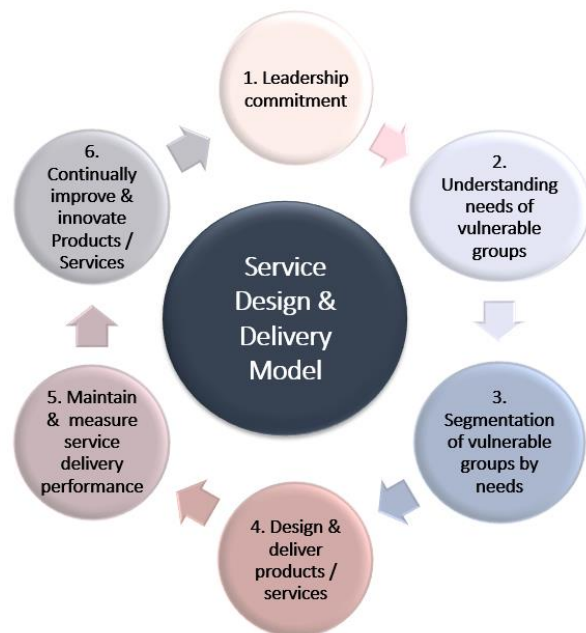 1. Leadership
commitment
2.
Understanding
needs of
vulnerable
groups
3.
Segmentation
of vulnerable
groups by
needs
4. Design &
deliver
products /
services
5. Maintain
& measure
service
delivery
performance
6.
Continually
improve &
innovate
Products /
Services
Service
Design &
Delivery
Model